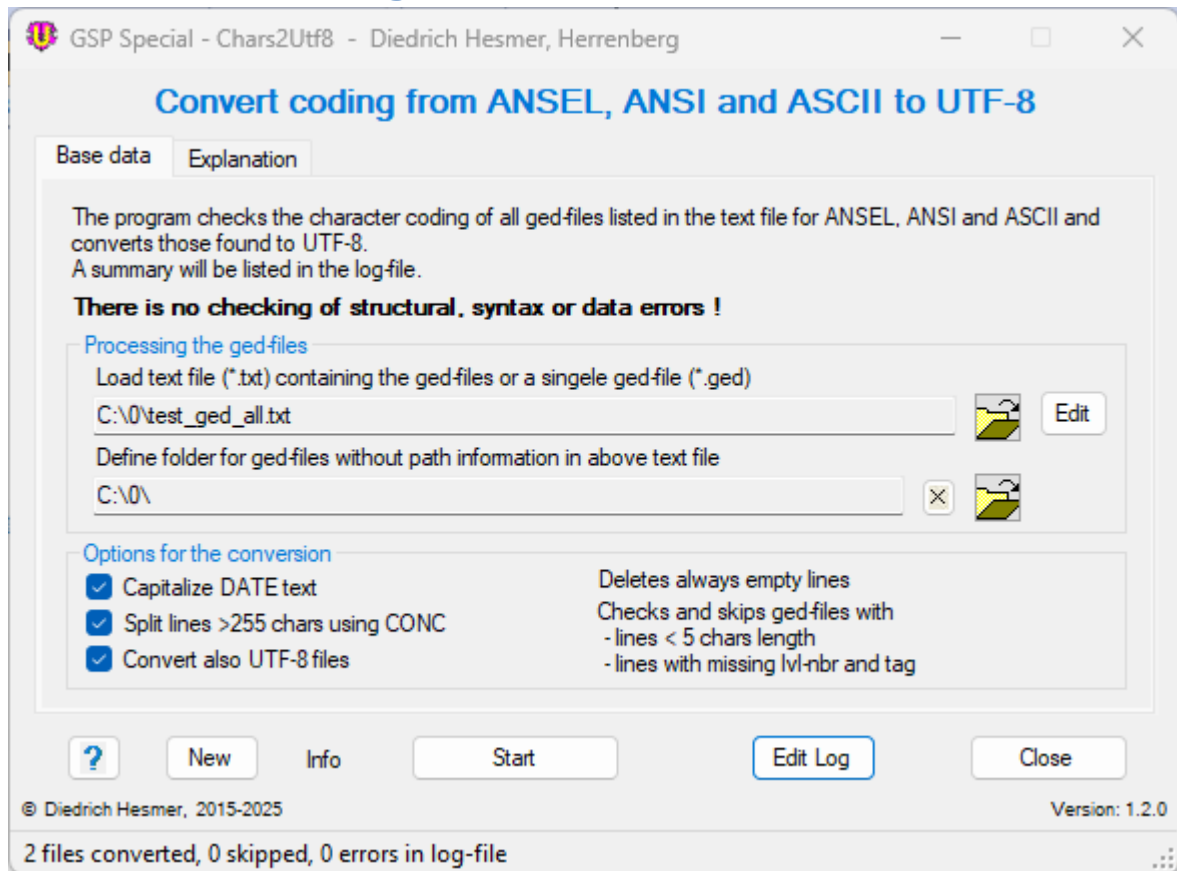 GSP Special - Chars2Utf8 - Diedrich Hesmer, Herrenberg
Convert coding from ANSEL, ANSI and ASCII to UTF-8
Base data
Explanation
The program checks the character coding of all ged-files listed in the text file for ANSEL, ANSI and ASCII and
converts those found to UTF-8.
A summary will be listed in the log-file.
There is no checking of structural, syntax or data errors !
Processing the ged-files
Load text file (*.txt) containing the ged-files or a singele ged-file (*.ged)
C:\0\test_ged_all.txt
Edit
Define folder for ged-files without path information in above text file
C:\0\
Options for the conversion
Capitalize DATE text
Split lines >255 chars using CONC
Convert also UTF-8 files
Deletes always empty lines
Checks and skips ged-files with
- lines < 5 chars length
- lines with missing lvl-nbr and tag
?
New
Info
Start
Edit Log
Close
© Diedrich Hesmer, 2015-2025
Version: 1.2.0
2 files converted, 0 skipped, 0 errors in log-file